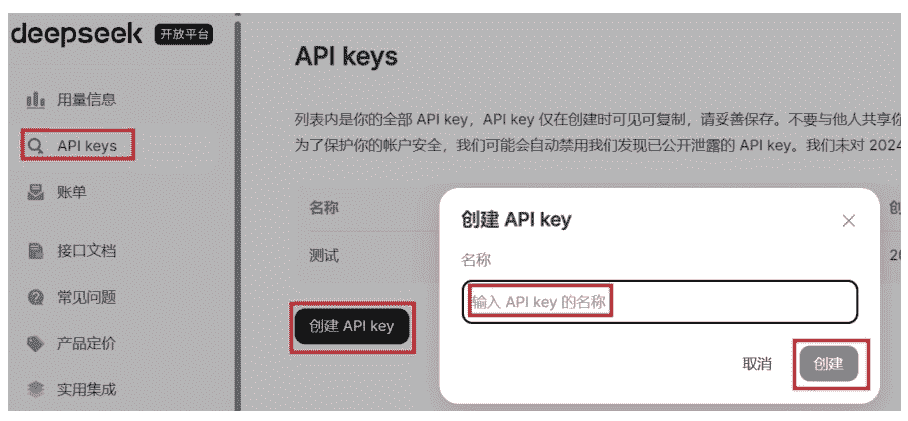 deepseek 开放平台
用量信息
API keys
账单
接口文档
常见问题
产品定价
实用集成
API keys
列表内是你的全部 API key，API key 仅在创建时可见可复制，请妥善保存。不要与他人共享你
为了保护你的帐户安全，我们可能会自动禁用我们发现已公开泄露的 API key。我们未对 2024
名称
创
测试
20
创建 API key
创建 API key
名称
输入 API key 的名称
取消
创建